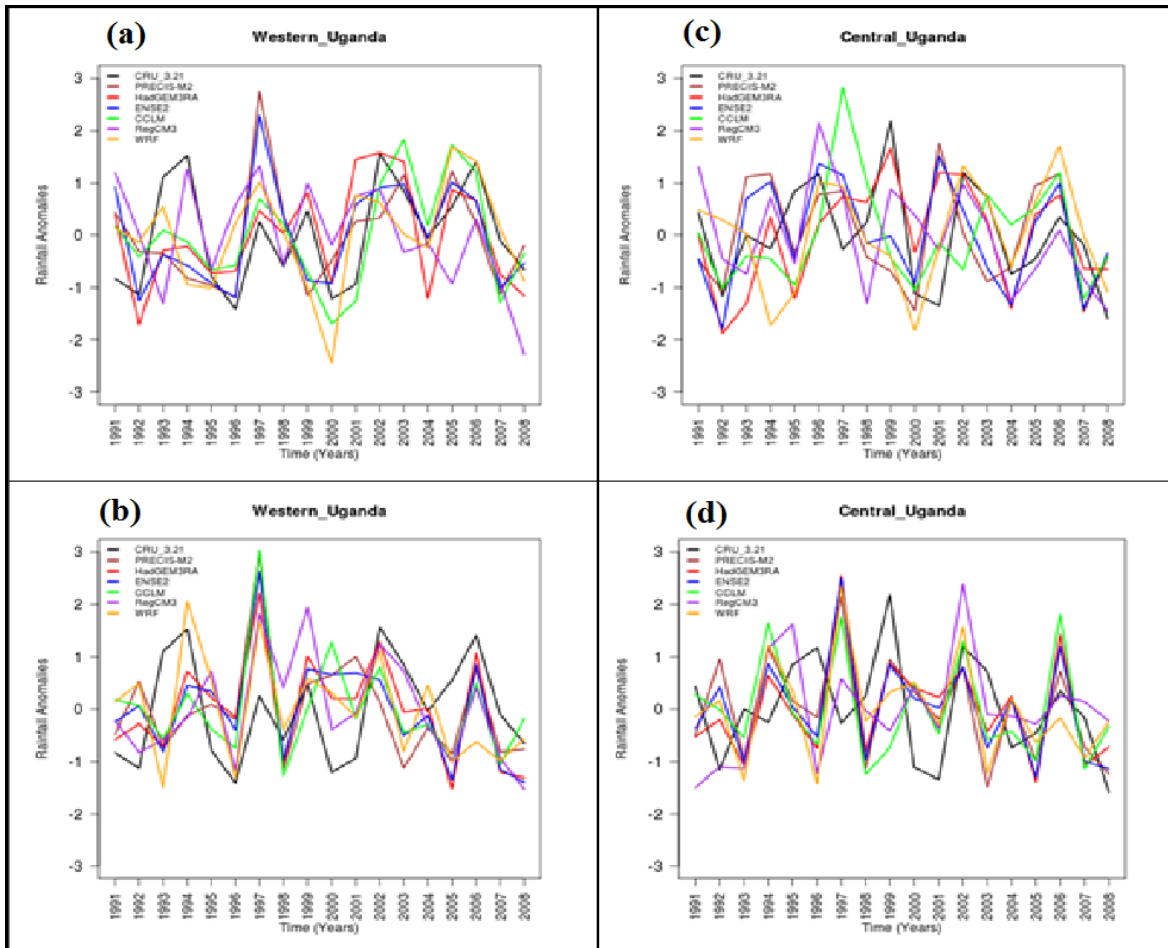 (a)
Western_Uganda
Rainfall Anomalies
3
2
1
0
-1
-2
-3
CRU_3.21
PRECIS-M2
HadGEM3RA
ENSE2
CCLM
RegCM3
WRF
1991 1992 1993 1994 1995 1996 1997 1998 1999 2000 2001 2002 2003 2004 2005 2006 2007 2008
Time (Years)
(c)
Central_Uganda
Rainfall Anomalies
3
2
1
0
-1
-2
-3
CRU_3.21
PRECIS-M2
HadGEM3RA
ENSE2
CCLM
RegCM3
WRF
1991 1992 1993 1994 1995 1996 1997 1998 1999 2000 2001 2002 2003 2004 2005 2006 2007 2008
Time (Years)
(b)
Western_Uganda
Rainfall Anomalies
3
2
1
0
-1
-2
-3
CRU_3.21
PRECIS-M2
HadGEM3RA
ENSE2
CCLM
RegCM3
WRF
1991 1992 1993 1994 1995 1996 1997 1998 1999 2000 2001 2002 2003 2004 2005 2006 2007 2008
Time (Years)
(d)
Central_Uganda
Rainfall Anomalies
3
2
1
0
-1
-2
-3
CRU_3.21
PRECIS-M2
HadGEM3RA
ENSE2
CCLM
RegCM3
WRF
1991 1992 1993 1994 1995 1996 1997 1998 1999 2000 2001 2002 2003 2004 2005 2006 2007 2008
Time (Years)